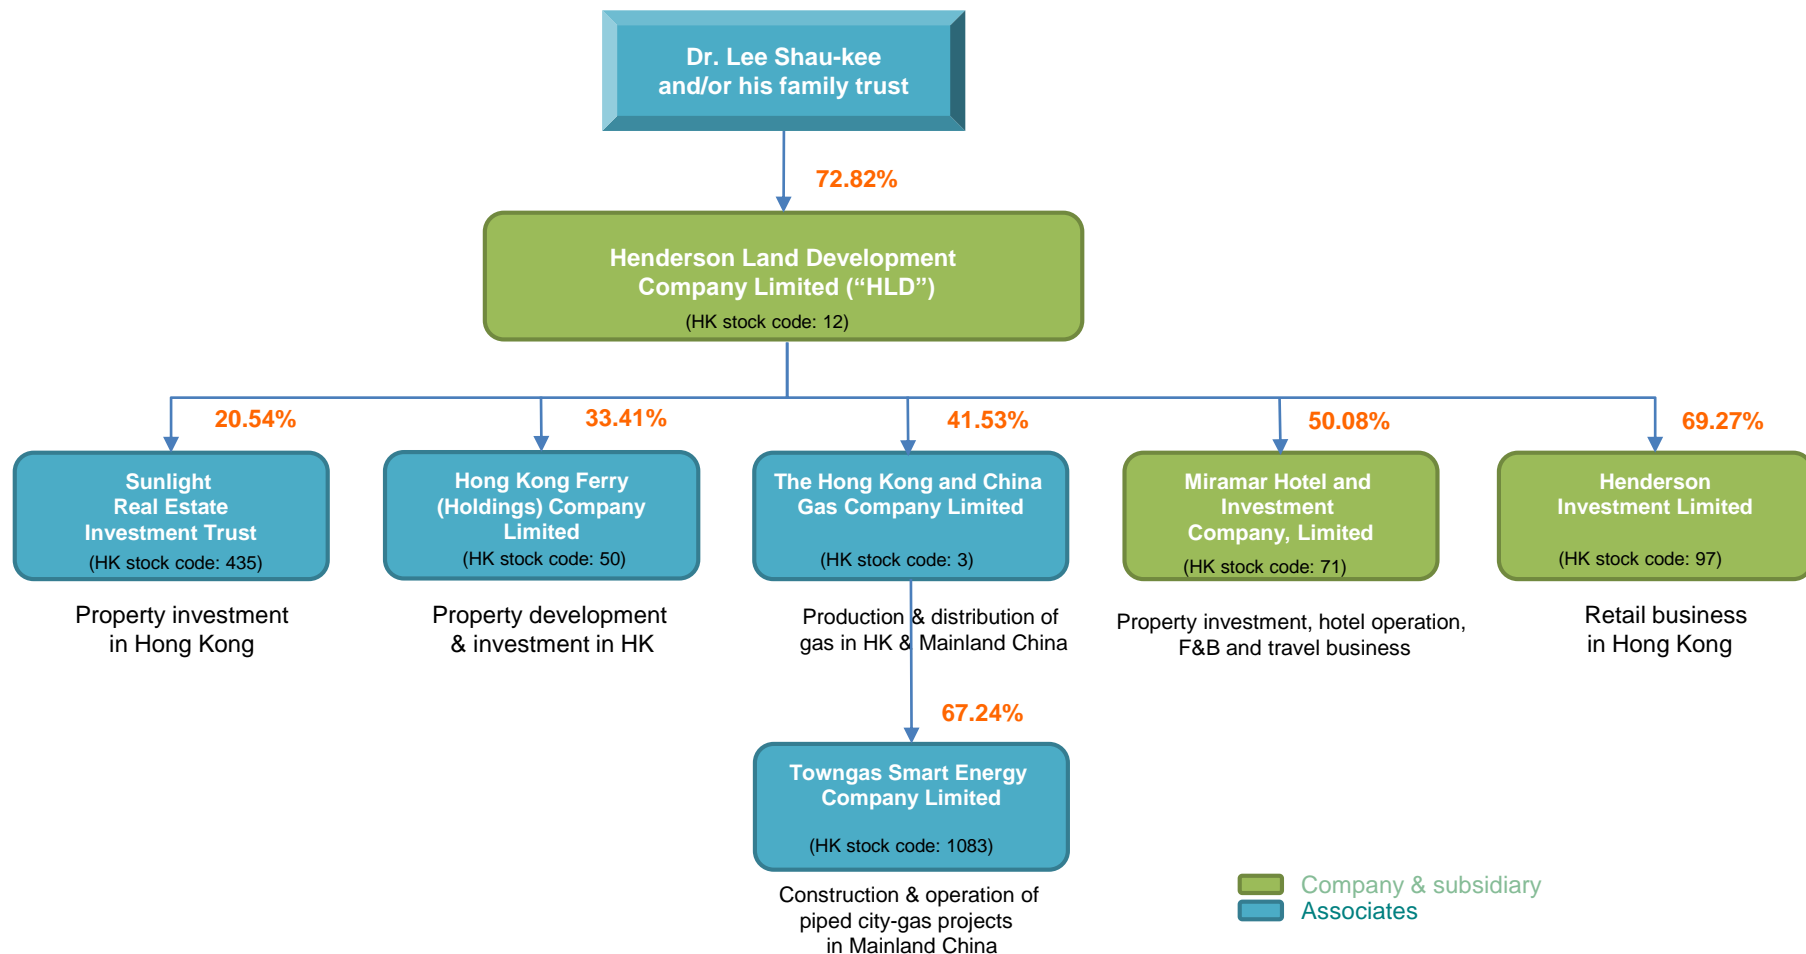 Dr. Lee Shau-kee
and/or his family trust
72.82%
Henderson Land Development
Company Limited (“HLD”)
(HK stock code: 12)
20.54%
33.41%
41.53%
50.08%
69.27%
Sunlight
Real Estate
Investment Trust
(HK stock code: 435)
Hong Kong Ferry
(Holdings) Company
Limited
(HK stock code: 50)
The Hong Kong and China
Gas Company Limited
(HK stock code: 3)
Miramar Hotel and
Investment
Company, Limited
(HK stock code: 71)
Henderson
Investment Limited
(HK stock code: 97)
Property investment
in Hong Kong
Property development
& investment in HK
Production & distribution of
gas in HK & Mainland China
Property investment, hotel operation,
F&B and travel business
Retail business
in Hong Kong
67.24%
Towngas Smart Energy
Company Limited
(HK stock code: 1083)
Construction & operation of
piped city-gas projects
in Mainland China
Company & subsidiary
Associates